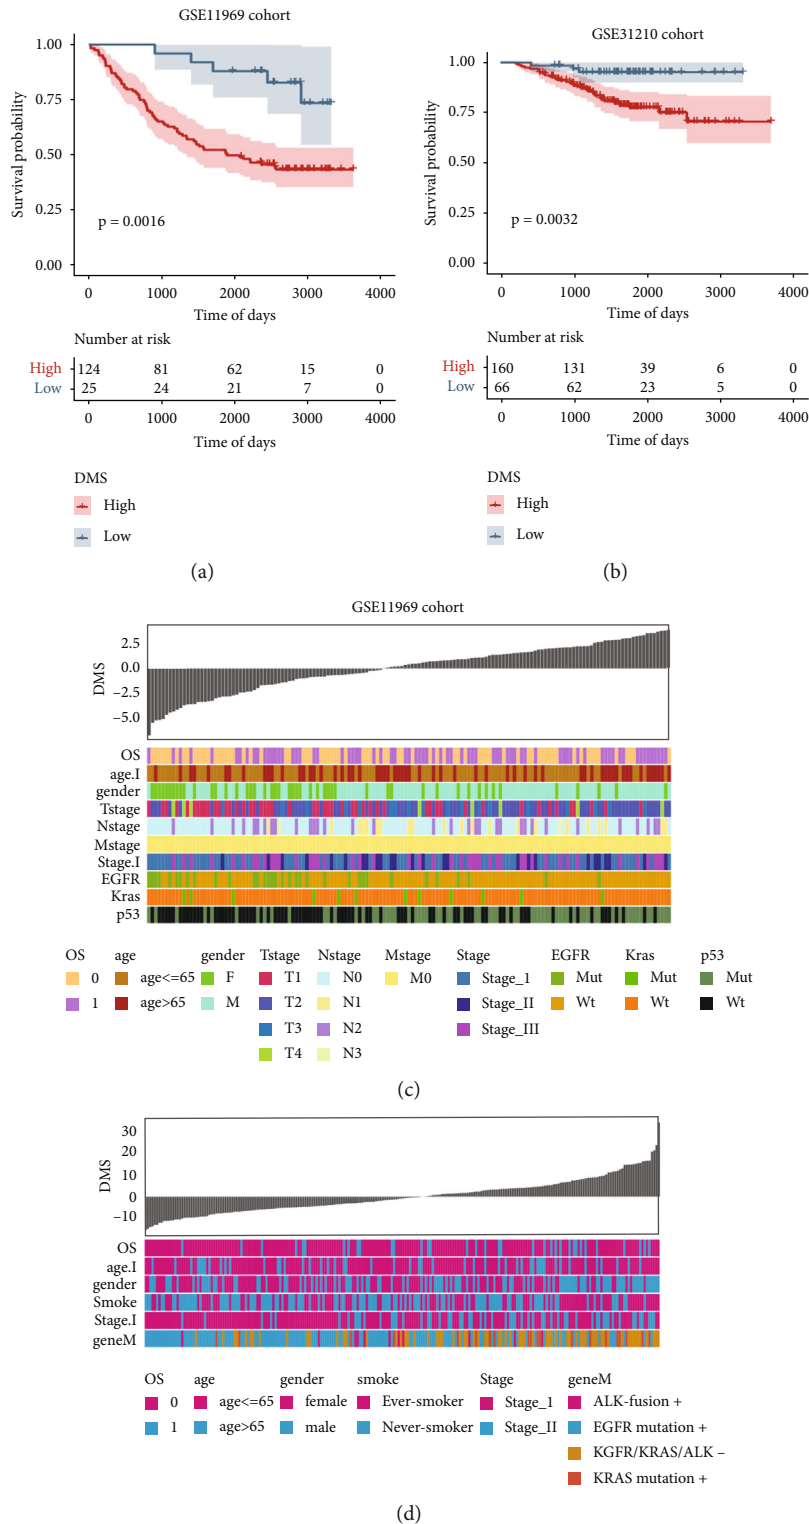 GSE11969 cohort
1.00
0.75
0.50
0.25
0.00
Survival probability
p = 0.0016
0 1000 2000 3000 4000
Time of days
Number at risk
High 124 81 62 15 0
Low 25 24 21 7 0
0 1000 2000 3000 4000
Time of days
DMS
High
Low
(a)
GSE31210 cohort
1.00
0.75
0.50
0.25
0.00
Survival probability
p = 0.0032
0 1000 2000 3000 4000
Time of days
Number at risk
High 160 131 39 6 0
Low 66 62 23 5 0
0 1000 2000 3000 4000
Time of days
DMS
High
Low
(b)
GSE11969 cohort
2.5
0.0
−2.5
−5.0
DMS
OS
age.I
gender
Tstage
Nstage
Mstage
Stage.I
EGFR
Kras
p53
OS age gender Tstage Nstage Mstage Stage EGFR Kras p53
0 age<=65 F T1 N0 M0 Stage_1 Mut Mut Mut
1 age>65 M T2 N1 Stage_II Wt Wt Wt
T3 N2 Stage_III
T4 N3
(c)
30
20
10
0
−10
DMS
OS
age.I
gender
Smoke
Stage.I
geneM
OS age gender smoke Stage geneM
0 age<=65 female Ever-smoker Stage_1 ALK-fusion +
1 age>65 male Never-smoker Stage_II EGFR mutation +
KGFR/KRAS/ALK −
KRAS mutation +
(d)